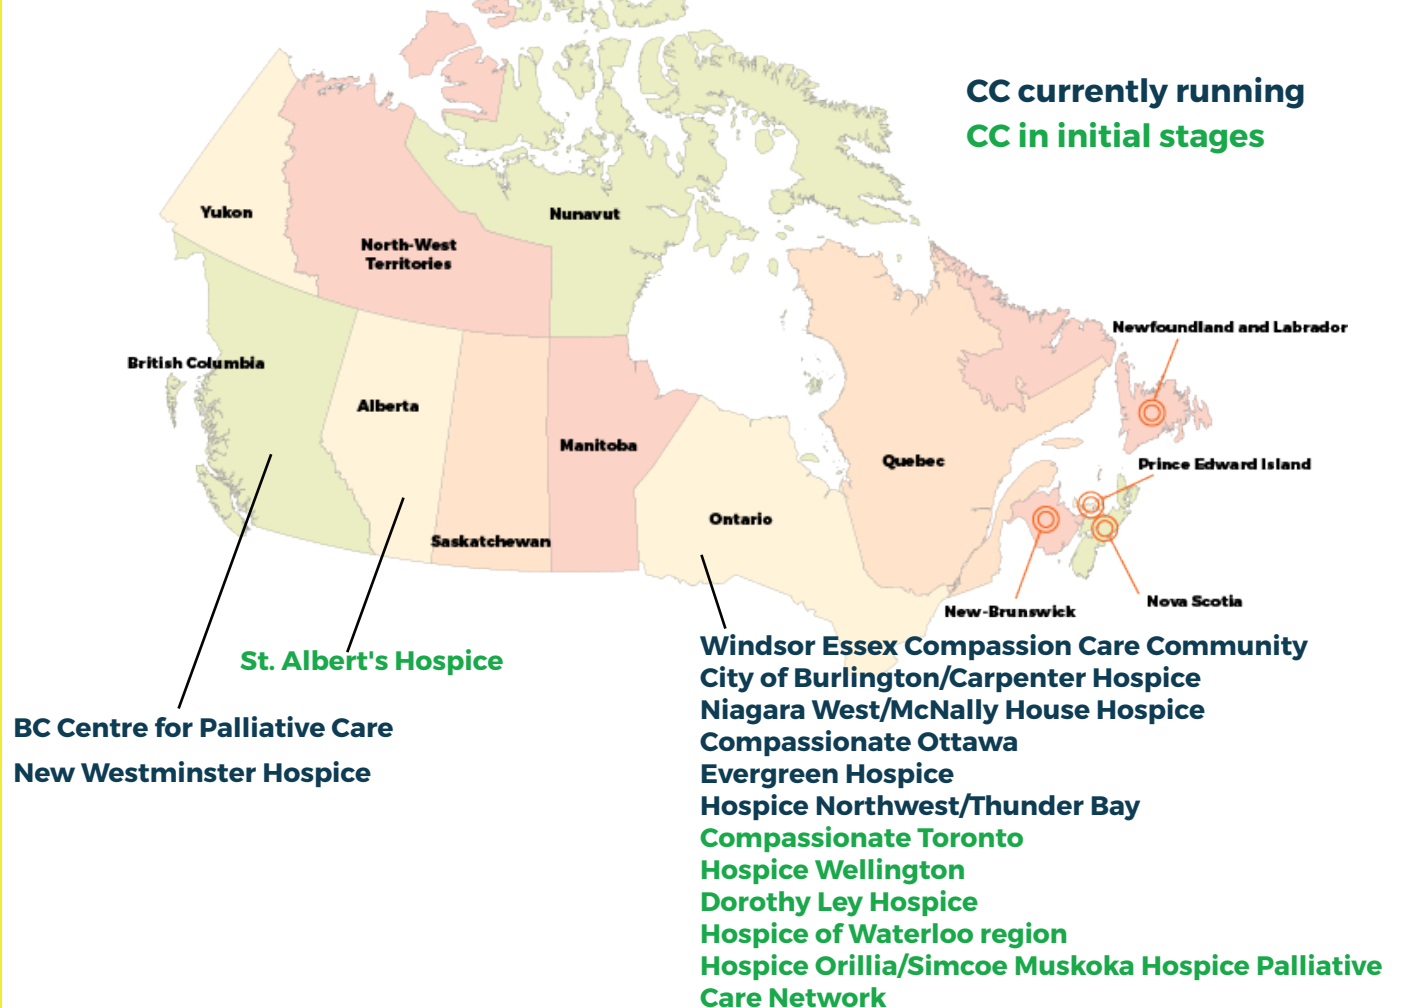 CC currently running
CC in initial stages
Yukon
North-West
Territories
Nunavut
British Columbia
Alberta
Saskatchewan
Manitoba
Ontario
Quebec
Newfoundland and Labrador
Prince Edward Island
Nova Scotia
New-Brunswick
St. Albert's Hospice
BC Centre for Palliative Care
New Westminster Hospice
Windsor Essex Compassion Care Community
City of Burlington/Carpenter Hospice
Niagara West/McNally House Hospice
Compassionate Ottawa
Evergreen Hospice
Hospice Northwest/Thunder Bay
Compassionate Toronto
Hospice Wellington
Dorothy Ley Hospice
Hospice of Waterloo region
Hospice Orillia/Simcoe Muskoka Hospice Palliative
Care Network